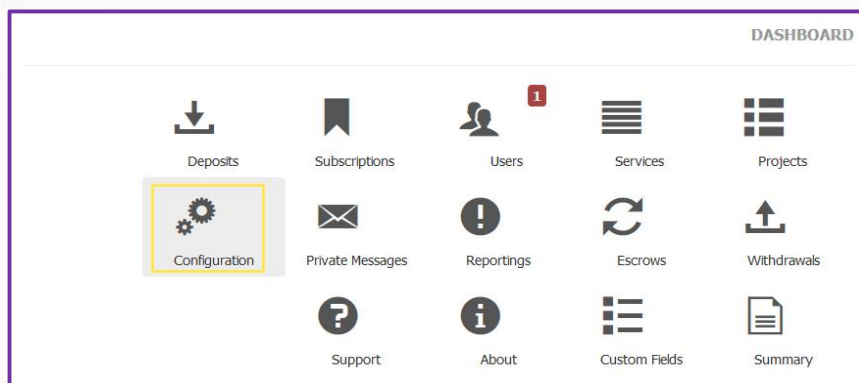 DASHBOARD
1
Deposits Subscriptions Users Services Projects
Configuration Private Messages Reportings Escrows Withdrawals
Support About Custom Fields Summary